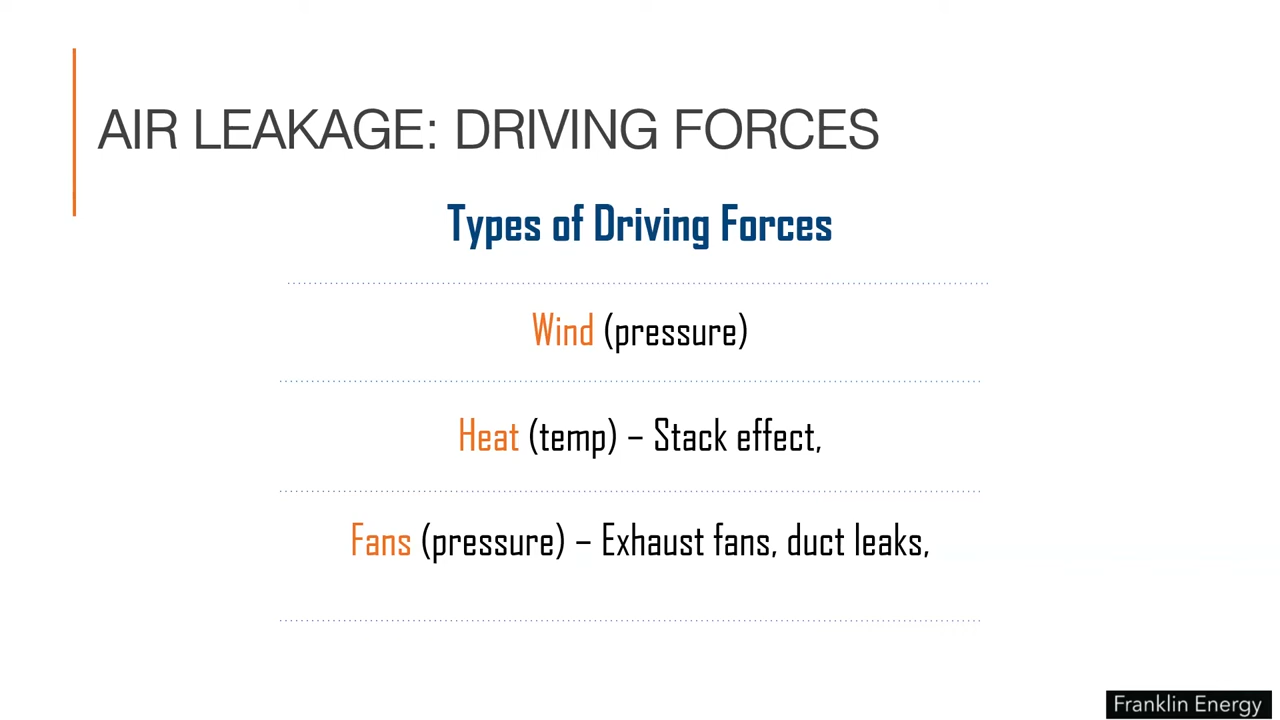 AIR LEAKAGE: DRIVING FORCES
Types of Driving Forces
Wind (pressure)
Heat (temp) – Stack effect,
Fans (pressure) – Exhaust fans, duct leaks,
Franklin Energy